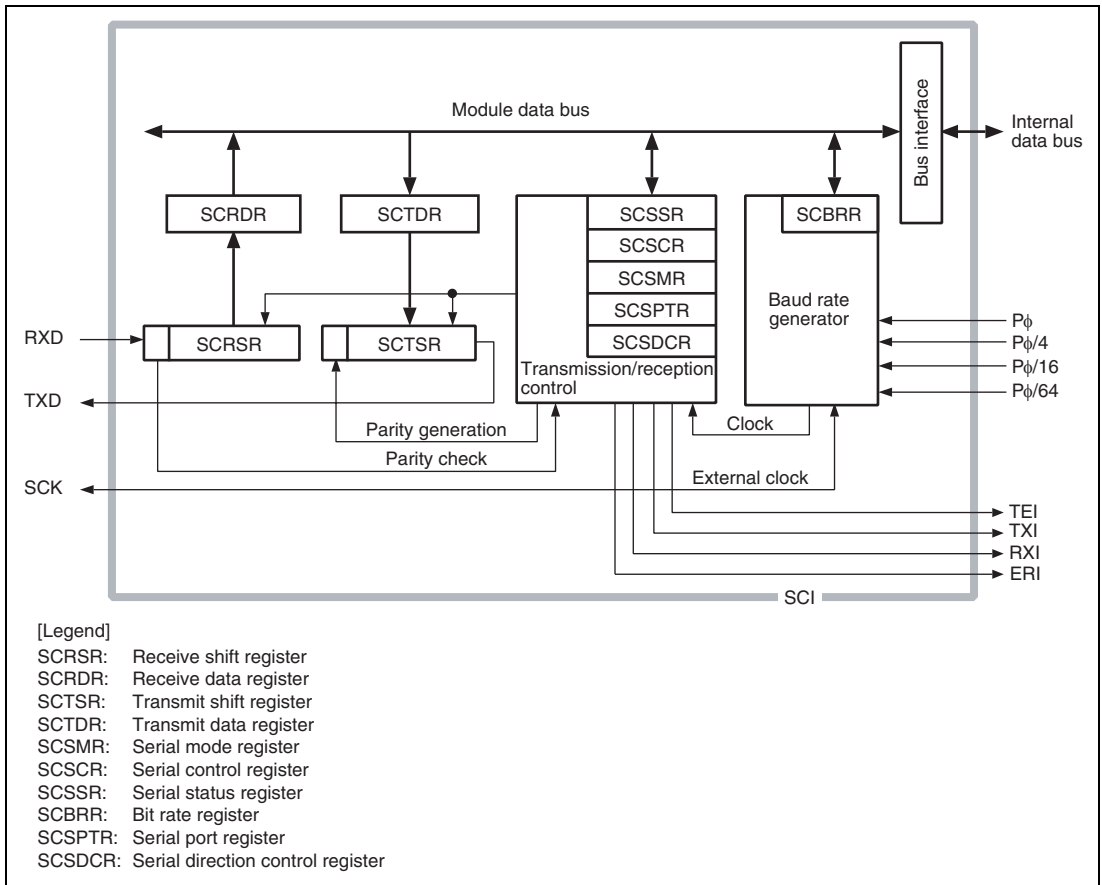 Module data bus
Bus interface
Internal
data bus
SCRDR
SCTDR
SCSSR
SCSCR
SCSMR
SCSPTR
SCSDCR
Transmission/reception
control
SCBRR
Baud rate
generator
RXD
SCRSR
SCTSR
TXD
Pϕ
Pϕ/4
Pϕ/16
Pϕ/64
Parity generation
Parity check
Clock
SCK
External clock
TEI
TXI
RXI
ERI
SCI
[Legend]
SCRSR: Receive shift register
SCRDR: Receive data register
SCTSR: Transmit shift register
SCTDR: Transmit data register
SCSMR: Serial mode register
SCSCR: Serial control register
SCSSR: Serial status register
SCBRR: Bit rate register
SCSPTR: Serial port register
SCSDCR: Serial direction control register